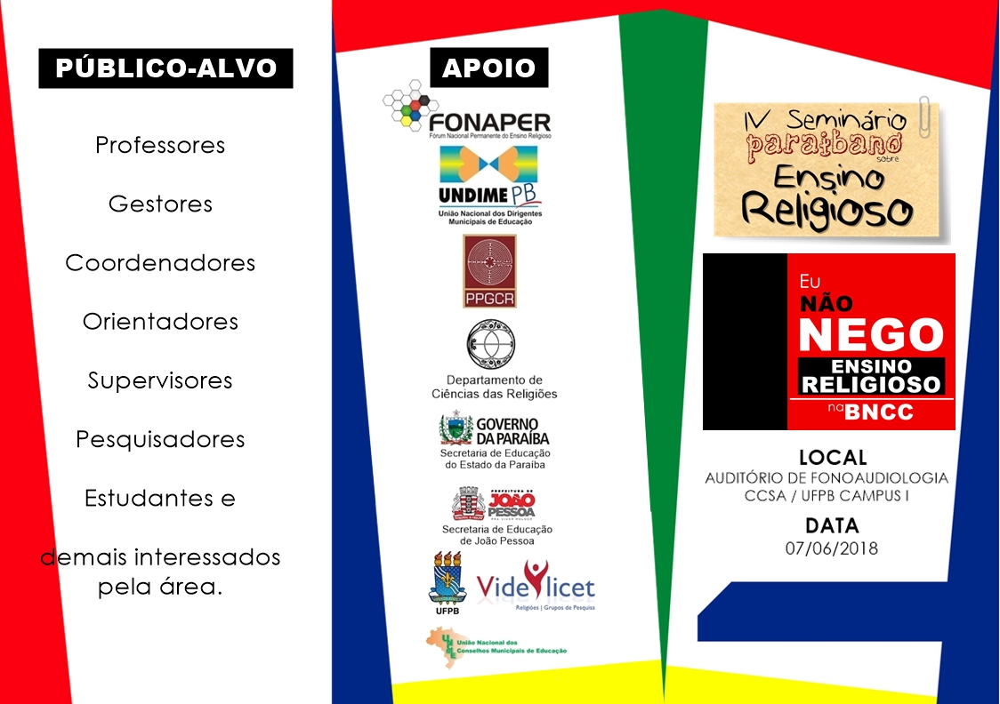 PÚBLICO-ALVO
Professores
Gestores
Coordenadores
Orientadores
Supervisores
Pesquisadores
Estudantes e
demais interessados
pela área.
APOIO
FONAPER
Fórum Nacional Permanente do Ensino Religioso
UNDIME PB
União Nacional dos Dirigentes
Municipais de Educação
PPGCR
Departamento de
Ciências das Religiões
GOVERNO
DA PARAÍBA
Secretaria de Educação
do Estado da Paraíba
PREFEITURA DE
JOÃO
PESSOA
PRA VIVER MELHOR
Secretaria de Educação
de João Pessoa
UFPB
Videlicet
Religiões | Grupos de Pesquisa
União Nacional dos
Conselhos Municipais de Educação
IV Seminário
paraibano
sobre
Ensino
Religioso
Eu
NÃO
NEGO
ENSINO
RELIGIOSO
na BNCC
LOCAL
AUDITÓRIO DE FONOAUDIOLOGIA
CCSA / UFPB CAMPUS I
DATA
07/06/2018